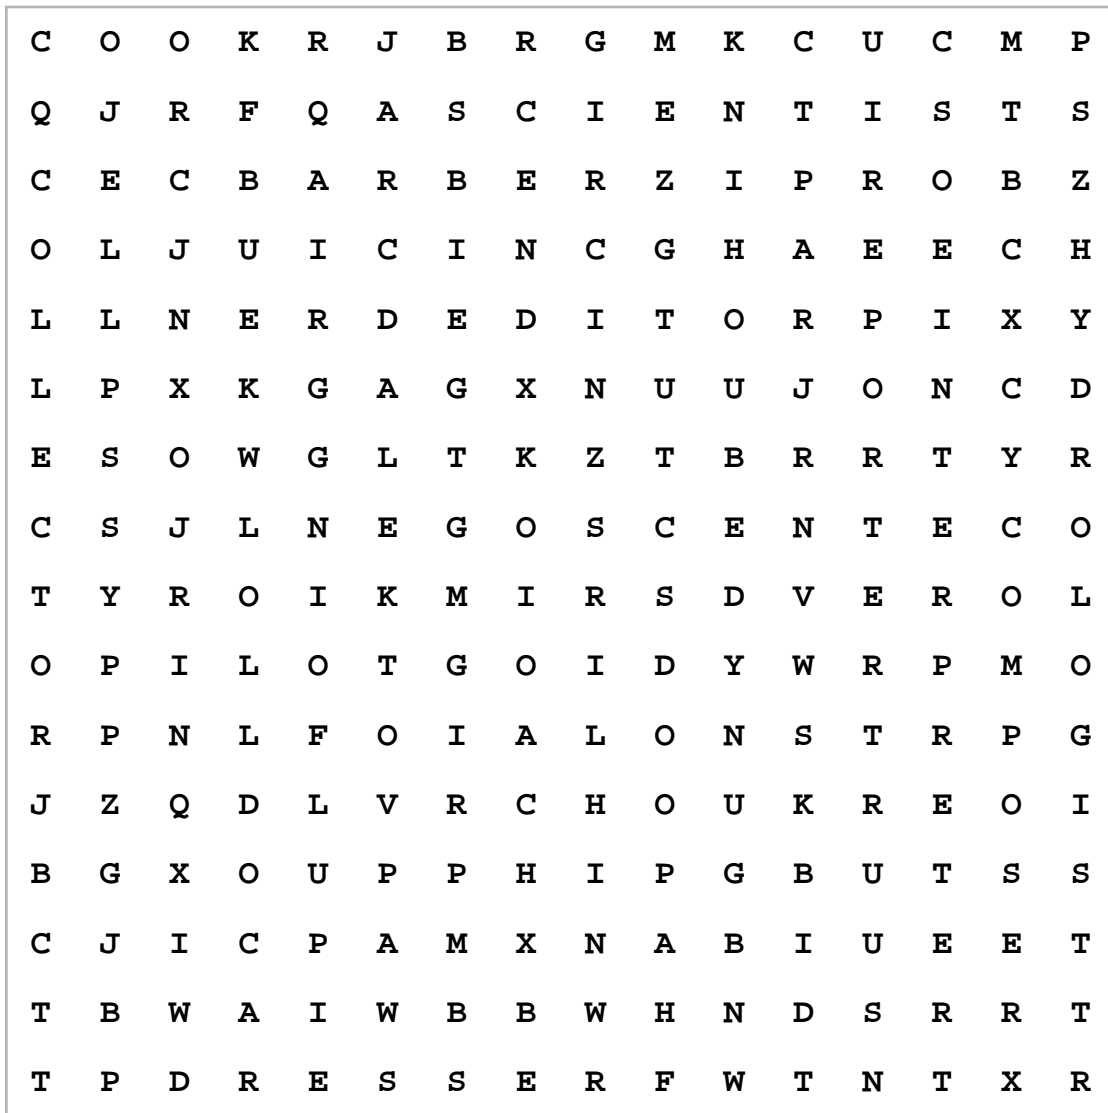 C O O K R J B R G M K C U C M P
Q J R F Q A S C I E N T I S T S
C E C B A R B E R Z I P R O B Z
O L J U I C I N C G H A E E C H
L L N E R D E D I T O R P I X Y
L P X K G A G X N U U J O N C D
E S O W G L T K Z T B R R T Y R
C S J L N E G O S C E N T E C O
T Y R O I K M I R S D V E R O L
O P I L O T G O I D Y W R P M O
R P N L F O I A L O N S T R P G
J Z Q D L V R C H O U K R E O I
B G X O U P P H I P G B U T S S
C J I C P A M X N A B I U E E T
T B W A I W B B W H N D S R R T
T P D R E S S E R F W T N T X R